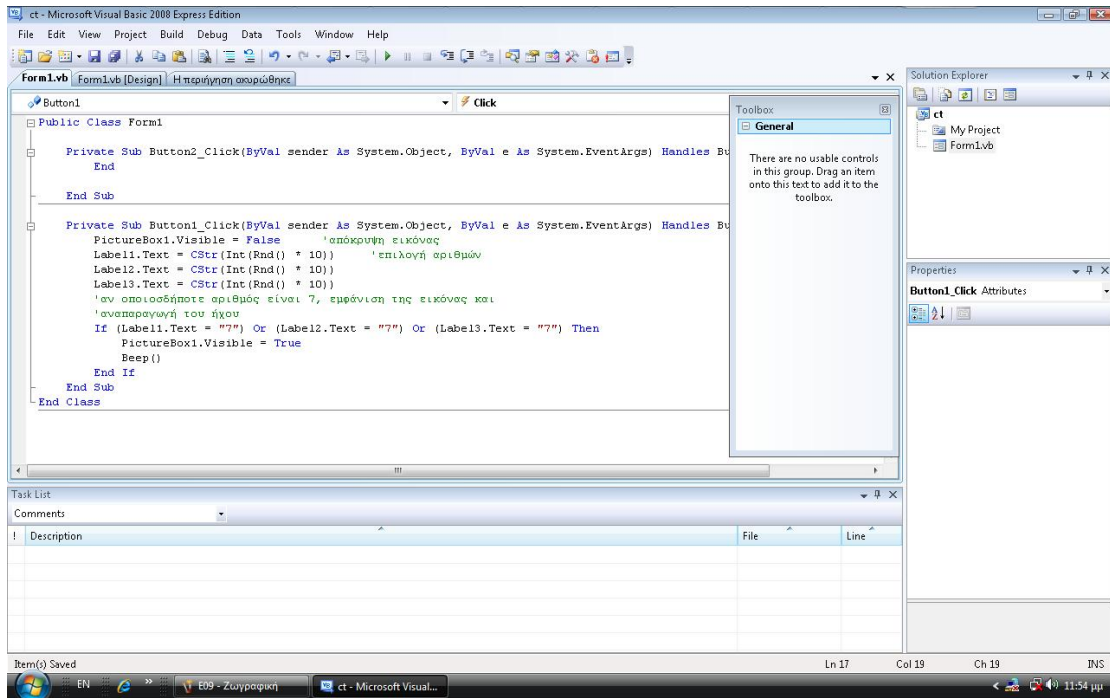 ct - Microsoft Visual Basic 2008 Express Edition
File Edit View Project Build Debug Data Tools Window Help
Form1.vb Form1.vb [Design] Η περιήγηση ακυρώθηκε
Button1 Click
Public Class Form1
Private Sub Button2_Click(ByVal sender As System.Object, ByVal e As System.EventArgs) Handles Bu
End
End Sub
Private Sub Button1_Click(ByVal sender As System.Object, ByVal e As System.EventArgs) Handles Bu
PictureBox1.Visible = False 'απόκρυψη εικόνας
Label1.Text = CStr(Int(Rnd() * 10)) 'επιλογή αριθμών
Label2.Text = CStr(Int(Rnd() * 10))
Label3.Text = CStr(Int(Rnd() * 10))
'αν οποιοσδήποτε αριθμός είναι 7, εμφάνιση της εικόνας και
'αναπαραγωγή του ήχου
If (Label1.Text = "7") Or (Label2.Text = "7") Or (Label3.Text = "7") Then
PictureBox1.Visible = True
Beep()
End If
End Sub
End Class
Toolbox
General
There are no usable controls
in this group. Drag an item
onto this text to add it to the
toolbox.
Solution Explorer
ct
My Project
Form1.vb
Properties
Button1_Click Attributes
Task List
Comments
! Description File Line
Item(s) Saved Ln 17 Col 19 Ch 19 INS
EN » E09 - Ζωγραφική ct - Microsoft Visual... < 11:54 μμ